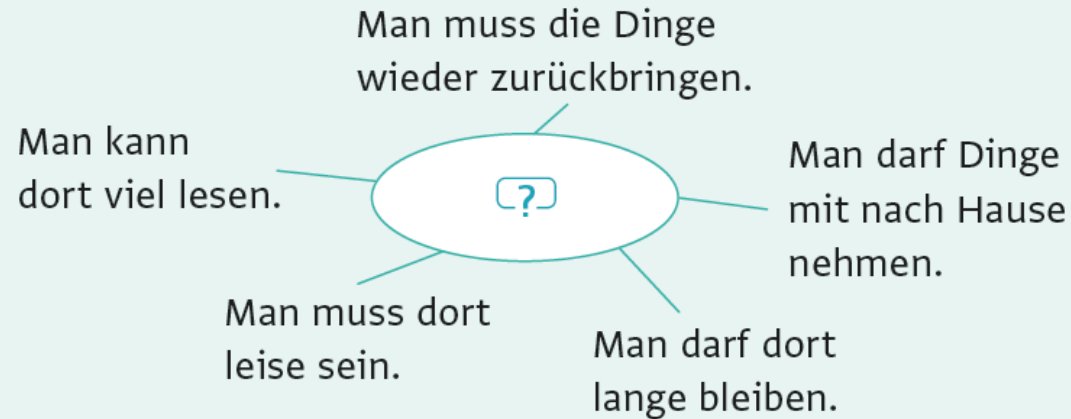 Man muss die Dinge
wieder zurückbringen.
Man kann
dort viel lesen.
?
Man darf Dinge
mit nach Hause
nehmen.
Man muss dort
leise sein.
Man darf dort
lange bleiben.